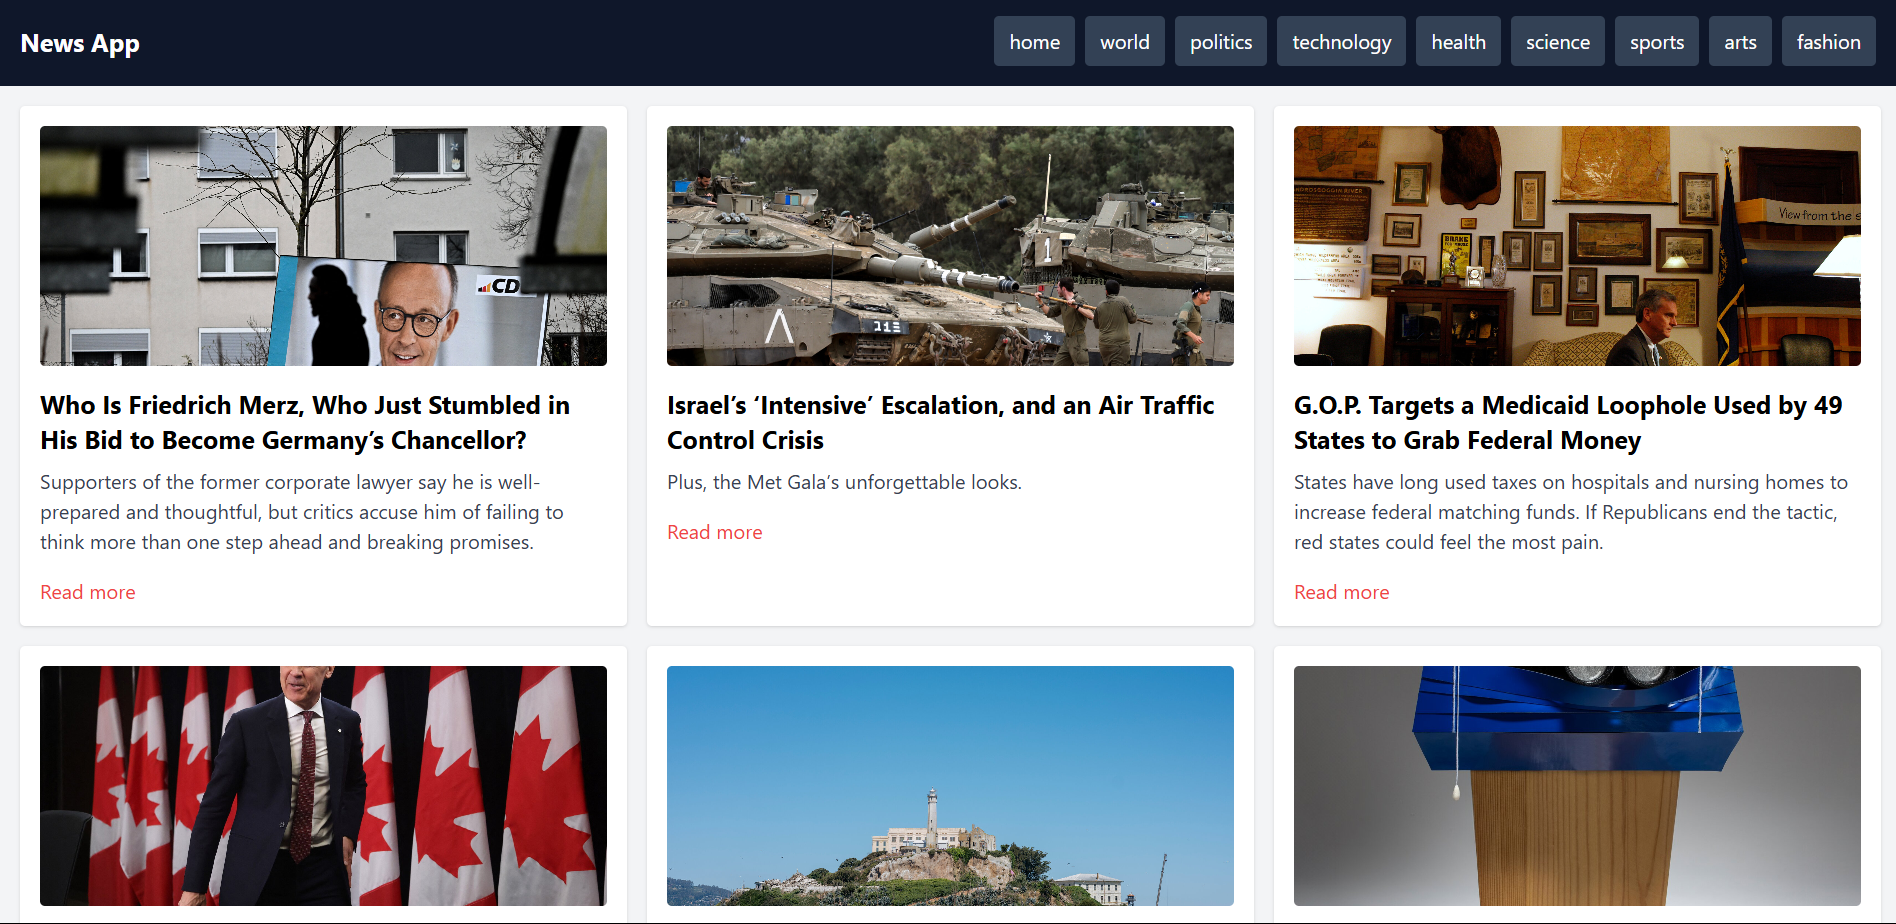 News App
home world politics technology health science sports arts fashion
CD
1
View from the
Who Is Friedrich Merz, Who Just Stumbled in
His Bid to Become Germany’s Chancellor?
Supporters of the former corporate lawyer say he is well-
prepared and thoughtful, but critics accuse him of failing to
think more than one step ahead and breaking promises.
Read more
Israel’s ‘Intensive’ Escalation, and an Air Traffic
Control Crisis
Plus, the Met Gala’s unforgettable looks.
Read more
G.O.P. Targets a Medicaid Loophole Used by 49
States to Grab Federal Money
States have long used taxes on hospitals and nursing homes to
increase federal matching funds. If Republicans end the tactic,
red states could feel the most pain.
Read more